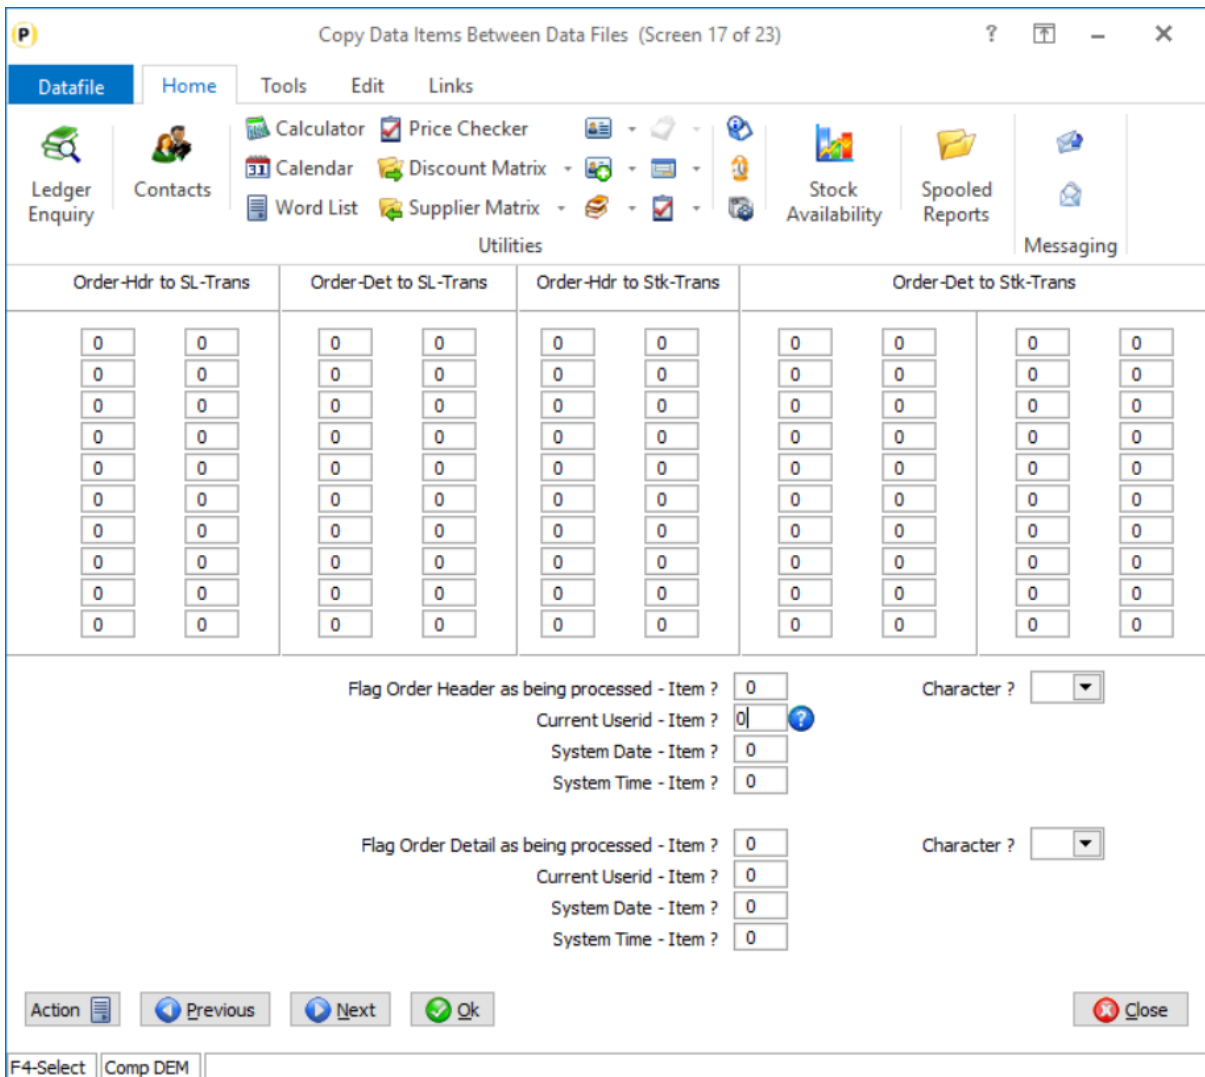 P Copy Data Items Between Data Files (Screen 17 of 23) ?
Datafile Home Tools Edit Links
Calculator Price Checker
31 Calendar Discount Matrix
Word List Supplier Matrix
Ledger Enquiry
Contacts
Stock Availability
Spooled Reports
Utilities Messaging
Order-Hdr to SL-Trans Order-Det to SL-Trans Order-Hdr to Stk-Trans Order-Det to Stk-Trans
0 0 0 0 0 0 0 0 0 0
0 0 0 0 0 0 0 0 0 0
0 0 0 0 0 0 0 0 0 0
0 0 0 0 0 0 0 0 0 0
0 0 0 0 0 0 0 0 0 0
0 0 0 0 0 0 0 0 0 0
0 0 0 0 0 0 0 0 0 0
0 0 0 0 0 0 0 0 0 0
0 0 0 0 0 0 0 0 0 0
0 0 0 0 0 0 0 0 0 0
Flag Order Header as being processed - Item ? 0 Character ?
Current Userid - Item ? 0 ?
System Date - Item ? 0
System Time - Item ? 0
Flag Order Detail as being processed - Item ? 0 Character ?
Current Userid - Item ? 0
System Date - Item ? 0
System Time - Item ? 0
Action Previous Next Ok Close
F4-Select Comp DEM